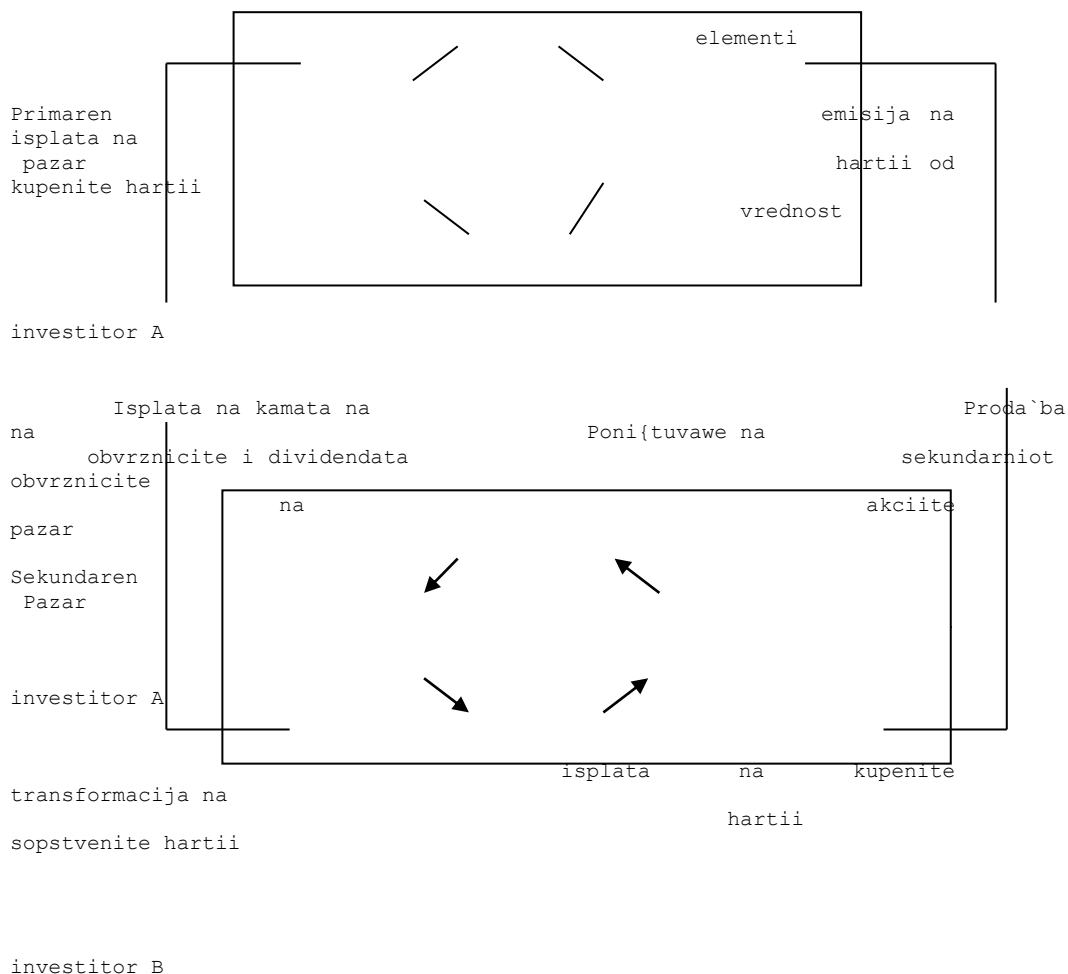 elementi
Primaren emisija na
isplata na
pazar hartii od
kupenite hartii
vrednost
investitor A
Isplata na kamata na Proda`ba
na Poni{tuvawe na
obvrznicite i dividendata sekundarniot
obvrznicite
na akciite
pazar
Sekundaren
Pazar
investitor A
isplata na kupenite
transformacija na
hartii
sopstvenite hartii
investitor B